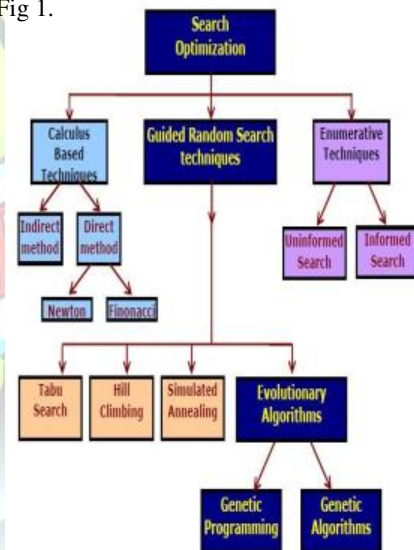 Fig 1.
Search
Optimization
Calculus
Based
Techniques
Guided Random Search
techniques
Enumerative
Techniques
Indirect
method
Direct
method
Uninformed
Search
Informed
Search
Newton
Finonacci
Tabu
Search
Hill
Climbing
Simulated
Annealing
Evolutionary
Algorithms
Genetic
Programming
Genetic
Algorithms